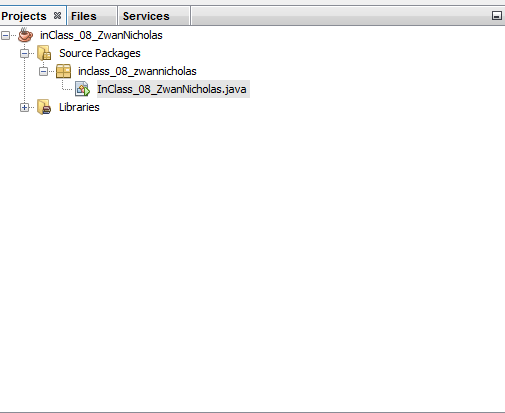 Projects Files Services
inClass_08_ZwanNicholas
Source Packages
inclass_08_zwannicholas
InClass_08_ZwanNicholas.java
Libraries